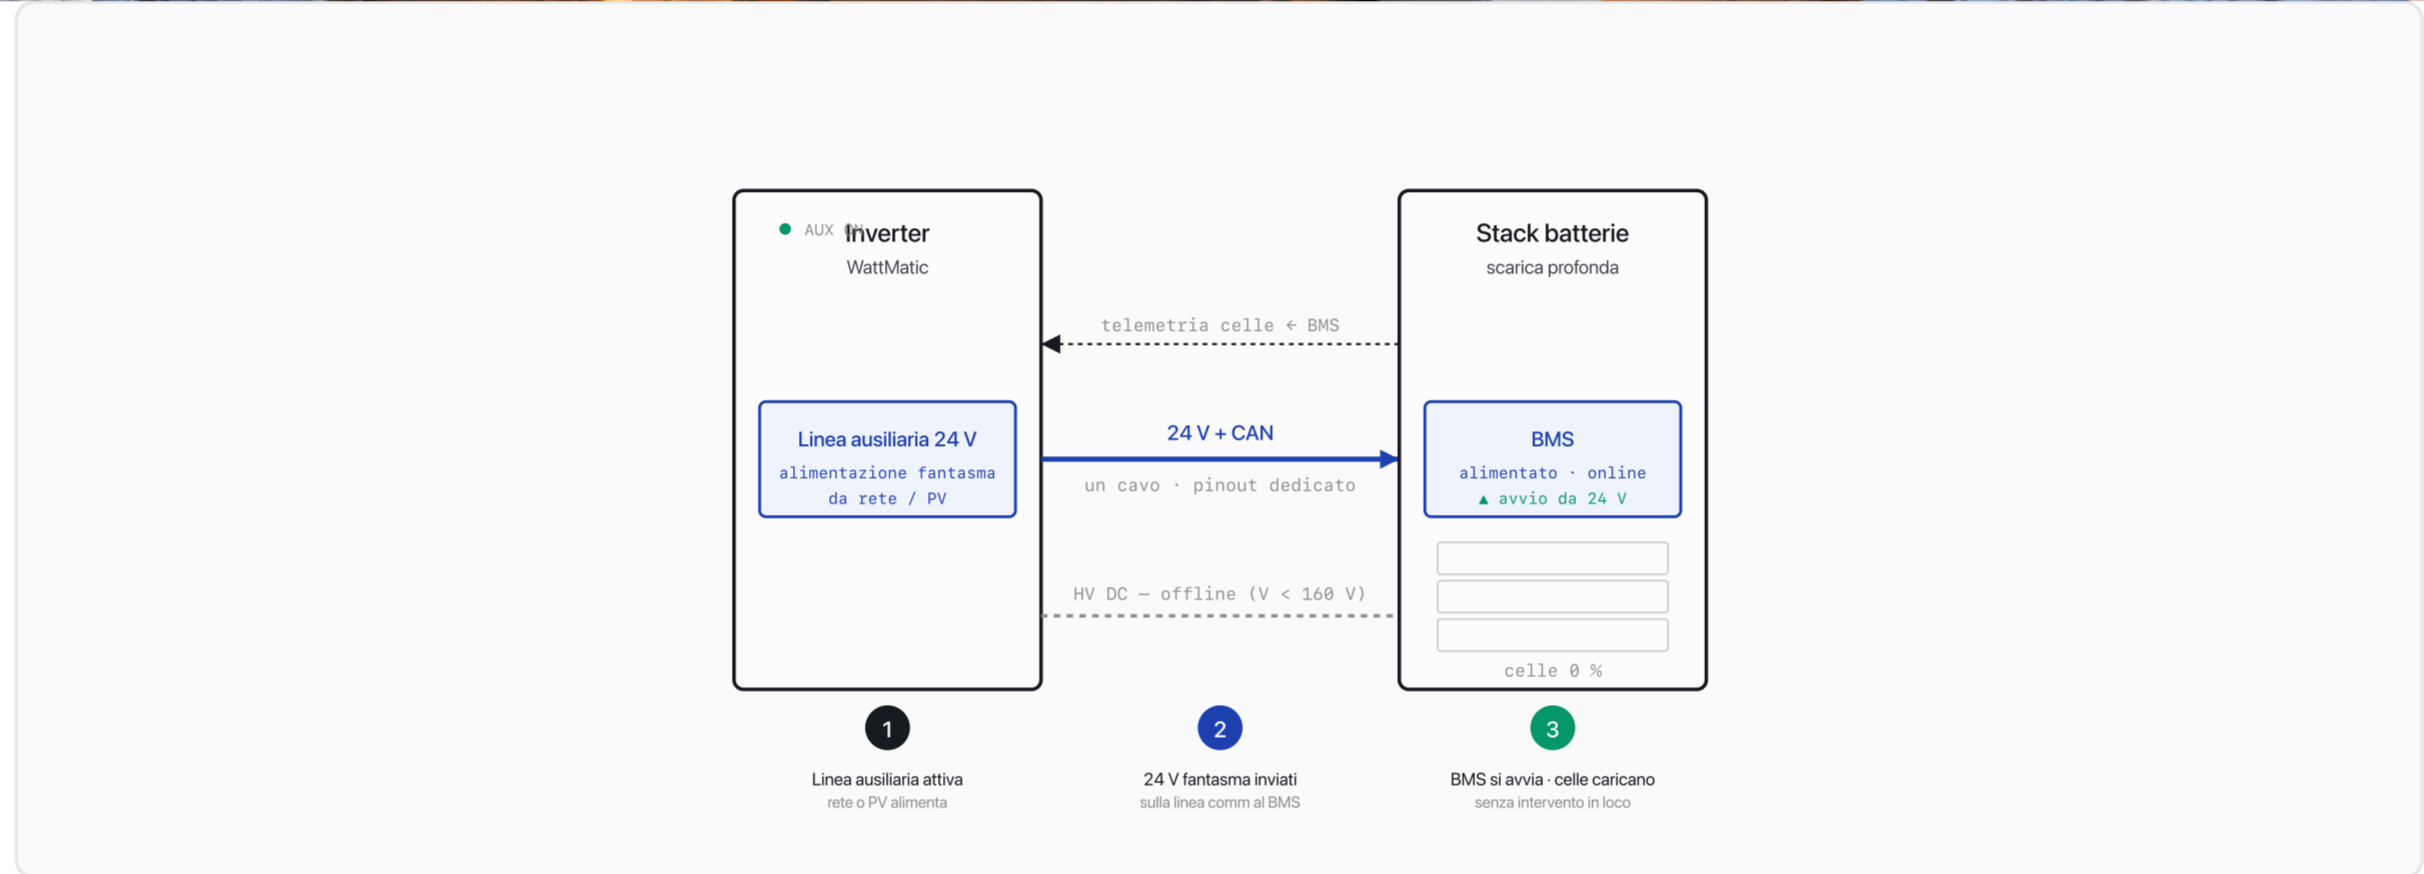 AUX ON
Inverter
WattMatic
Stack batterie
scarica profonda
telemetria celle ← BMS
Linea ausiliaria 24 V
alimentazione fantasma
da rete / PV
24 V + CAN
un cavo · pinout dedicato
BMS
alimentato · online
▲ avvio da 24 V
HV DC — offline (V < 160 V)
celle 0 %
1
Linea ausiliaria attiva
rete o PV alimenta
2
24 V fantasma inviati
sulla linea comm al BMS
3
BMS si avvia · celle caricano
senza intervento in loco